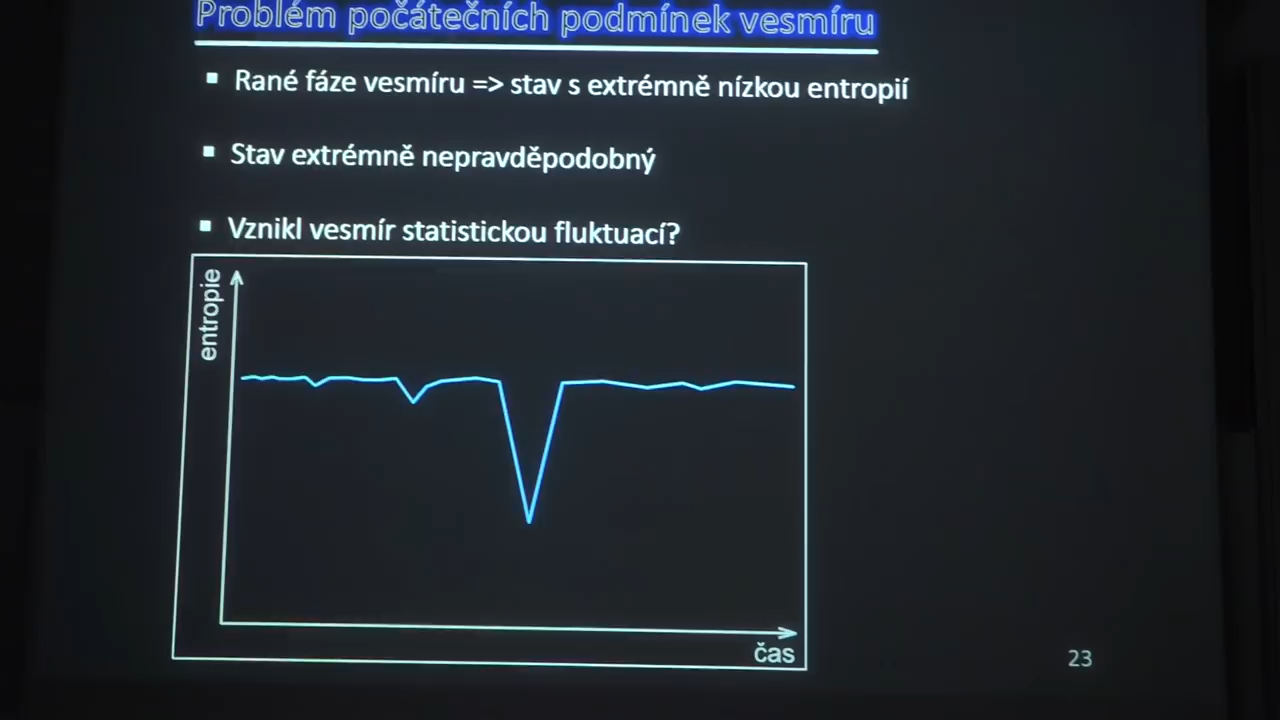 Problém počátečních podmínek vesmíru
▪ Rané fáze vesmíru => stav s extrémně nízkou entropií
▪ Stav extrémně nepravděpodobný
▪ Vznikl vesmír statistickou fluktuací?
entropie
čas
23